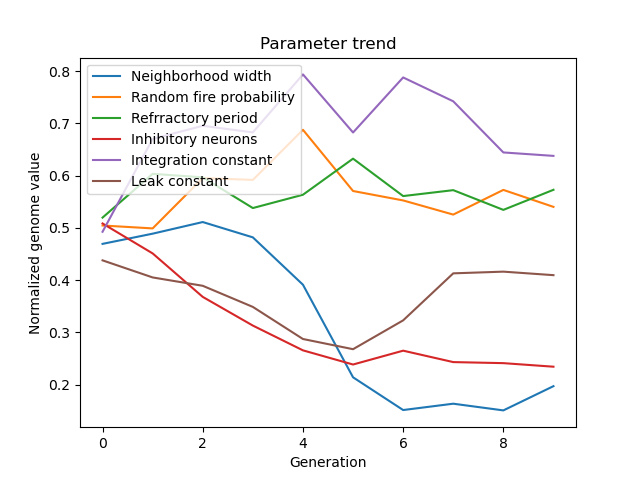 Parameter trend
Neighborhood width
Random fire probability
Refrractory period
Inhibitory neurons
Integration constant
Leak constant
Normalized genome value
0.8
0.7
0.6
0.5
0.4
0.3
0.2
0 2 4 6 8
Generation